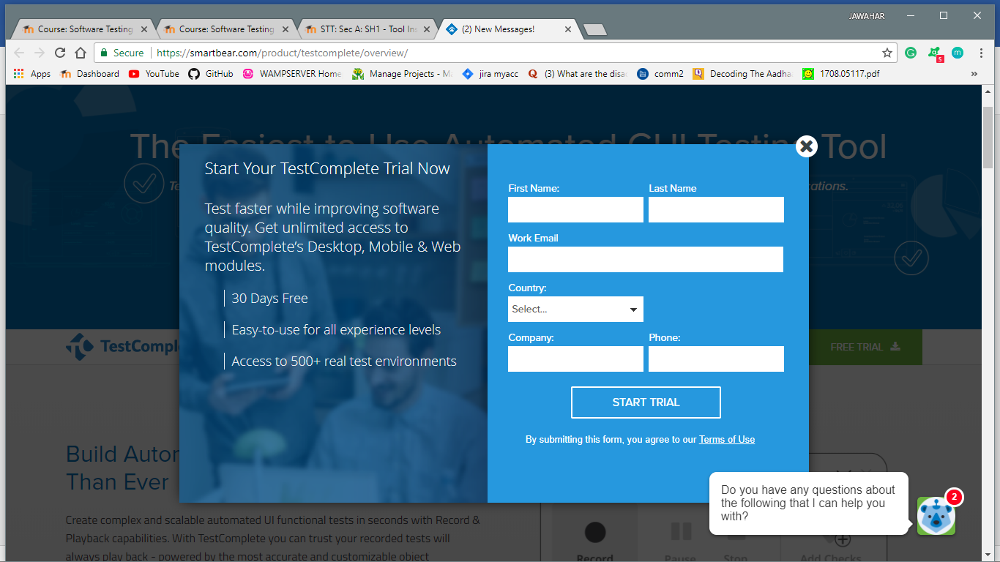 JAWAHAR
Course: Software Testing
Course: Software Testing
STT: Sec A: SH1 - Tool Ins
(2) New Messages!
Secure
https://smartbear.com/product/testcomplete/overview/
5
m
Apps
Dashboard
YouTube
GitHub
WAMPSERVER Home
Manage Projects - Ma
jira myacc
(3) What are the disad
comm2
Decoding The Aadha
1708.05117.pdf
»
The Easiest to Use Automated GUI Testing Tool
ations.
Start Your TestComplete Trial Now
Test faster while improving software
quality. Get unlimited access to
TestComplete’s Desktop, Mobile & Web
modules.
30 Days Free
Easy-to-use for all experience levels
Access to 500+ real test environments
First Name:
Last Name
Work Email
Country:
Select...
Company:
Phone:
START TRIAL
By submitting this form, you agree to our Terms of Use
TestComple
FREE TRIAL
Build Autom
Than Ever
Create complex and scalable automated UI functional tests in seconds with Record &
Playback capabilities. With TestComplete you can trust your recorded tests will
always play back - powered by the most accurate and customizable object
Do you have any questions about
the following that I can help you
with?
2
Record
Pause
Stop
Add Checks